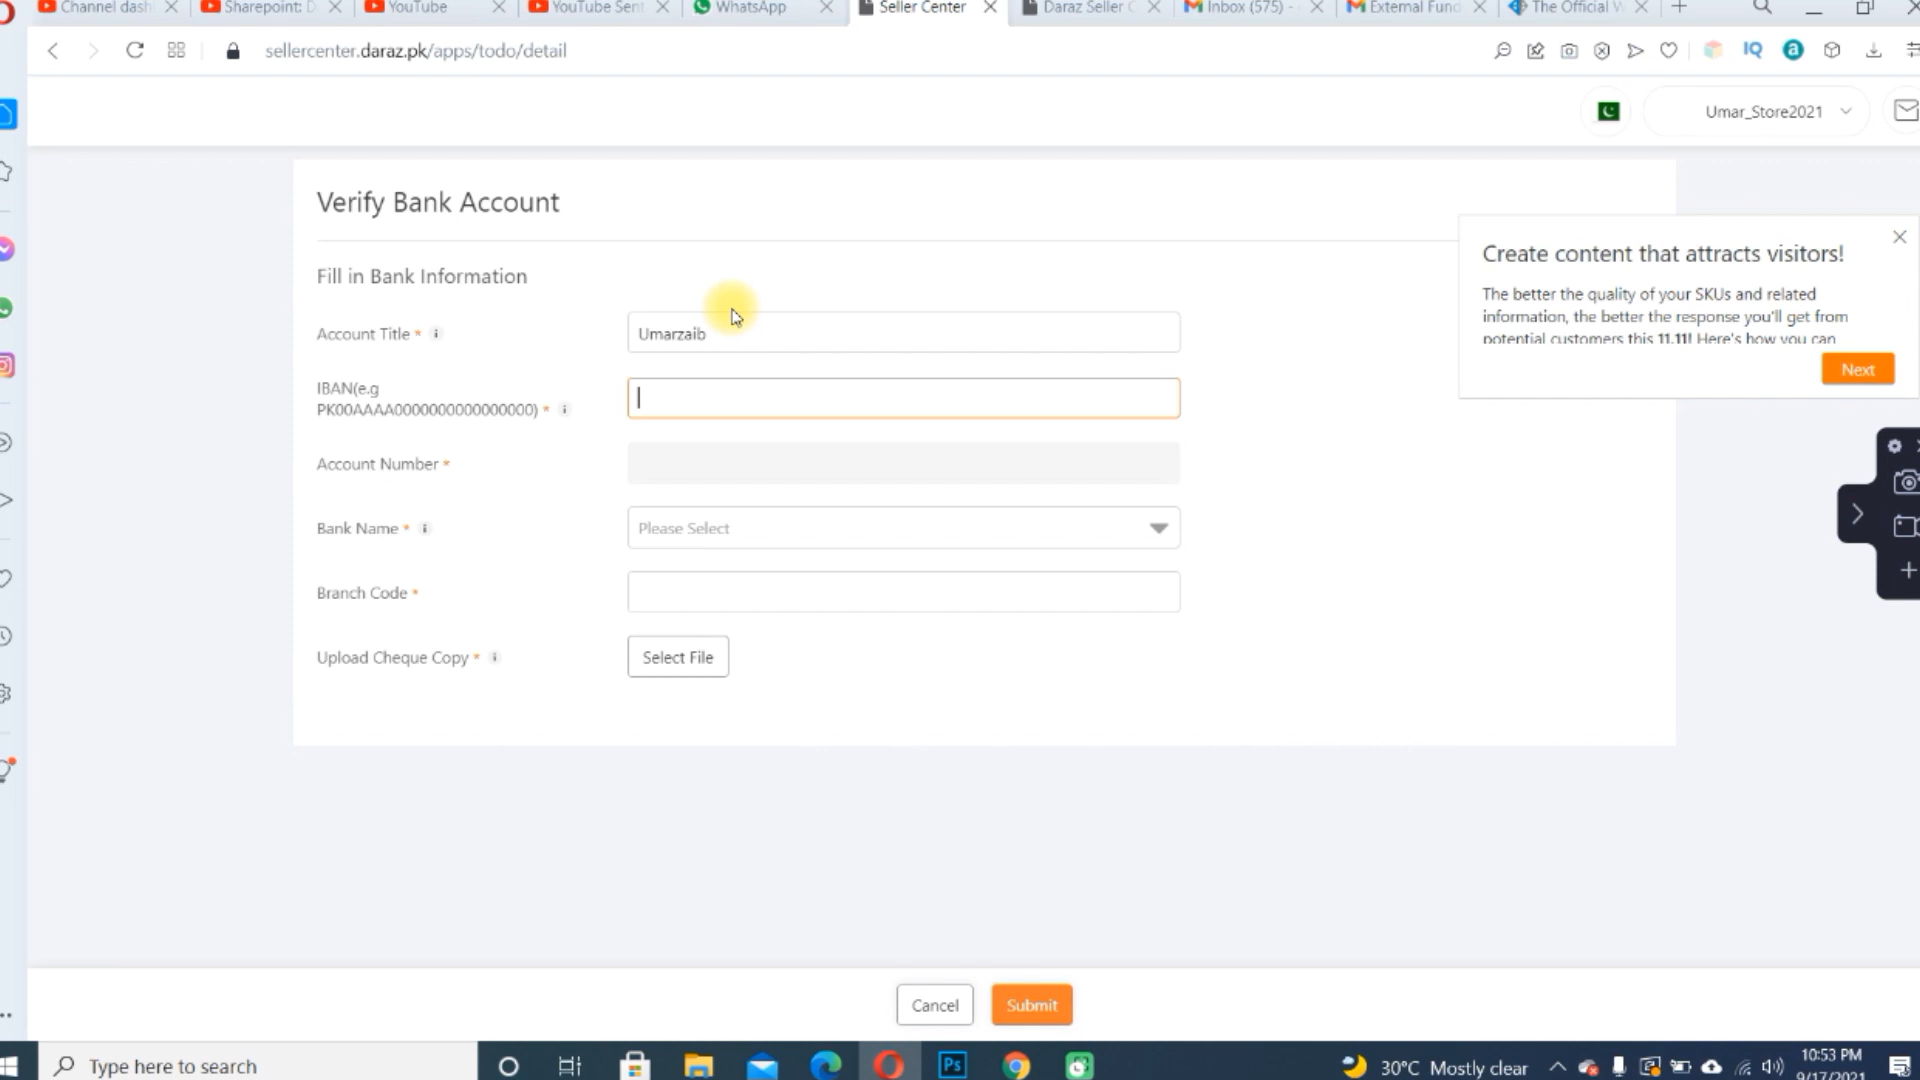 Channel dash
Sharepoint: D
YouTube
YouTube Sen
WhatsApp
Seller Center
Daraz Seller C
Inbox (575) -
External Fund
The Official W
sellercenter.daraz.pk/apps/todo/detail
IQ
a
Umar_Store2021
Verify Bank Account
Create content that attracts visitors!
The better the quality of your SKUs and related
information, the better the response you'll get from
potential customers this 11.11! Here's how you can
Next
Fill in Bank Information
Account Title * i
Umarzaib
IBAN(e.g
PK00AAAA0000000000000000) * i
Account Number *
Bank Name * i
Please Select
Branch Code *
Upload Cheque Copy * i
Select File
Cancel
Submit
Type here to search
Ps
30°C Mostly clear
10:53 PM
9/17/2021